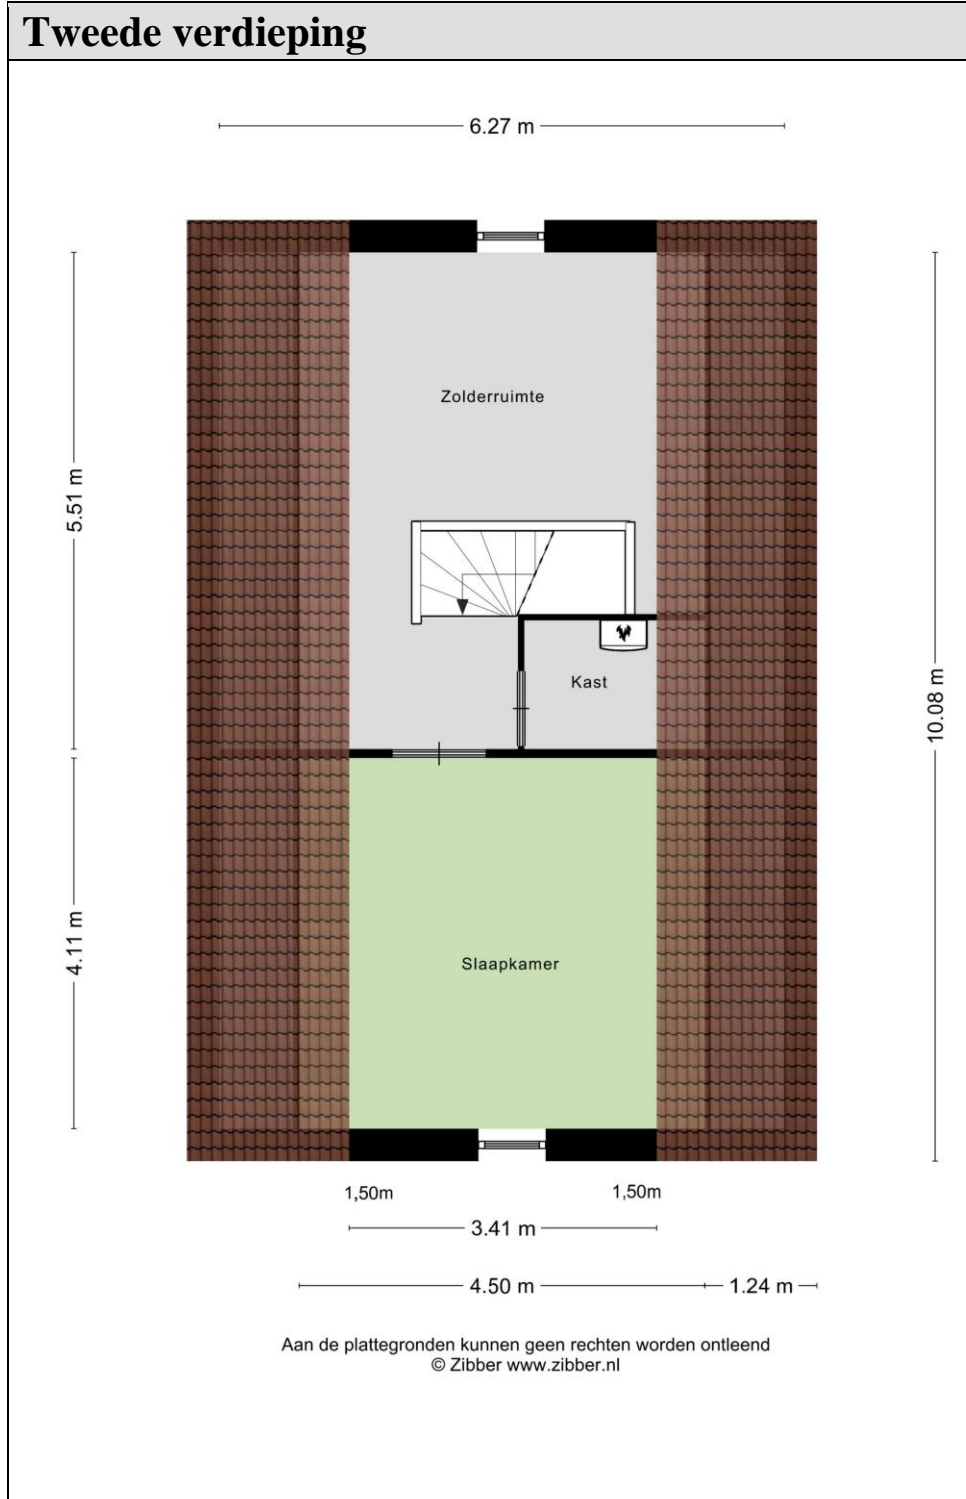 Tweede verdieping
6.27 m
Zolderruimte
5.51 m
Kast
10.08 m
4.11 m
Slaapkamer
1,50m 1,50m
3.41 m
4.50 m 1.24 m
Aan de plattegronden kunnen geen rechten worden ontleend
© Zibber www.zibber.nl